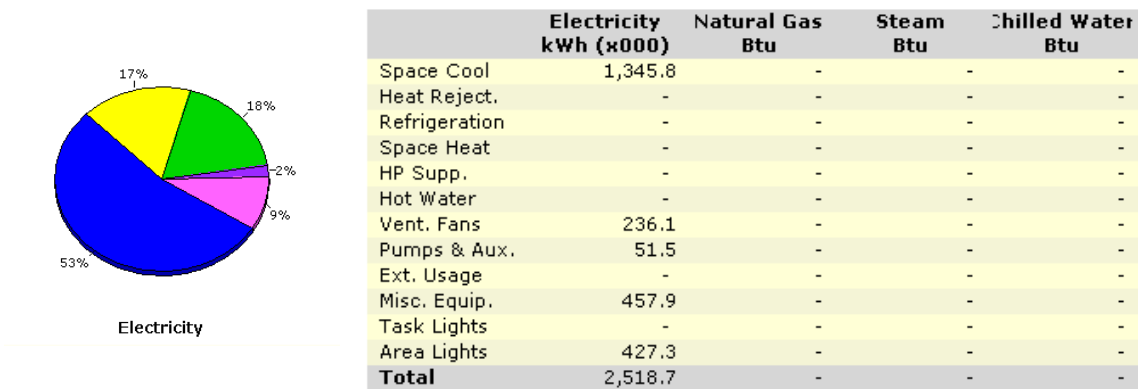 17%
18%
2%
9%
53%
Electricity
Electricity Natural Gas Steam Chilled Water
kWh (x000) Btu Btu Btu
Space Cool 1,345.8 - - -
Heat Reject. - - - -
Refrigeration - - - -
Space Heat - - - -
HP Supp. - - - -
Hot Water - - - -
Vent. Fans 236.1 - - -
Pumps & Aux. 51.5 - - -
Ext. Usage - - - -
Misc. Equip. 457.9 - - -
Task Lights - - - -
Area Lights 427.3 - - -
Total 2,518.7 - - -